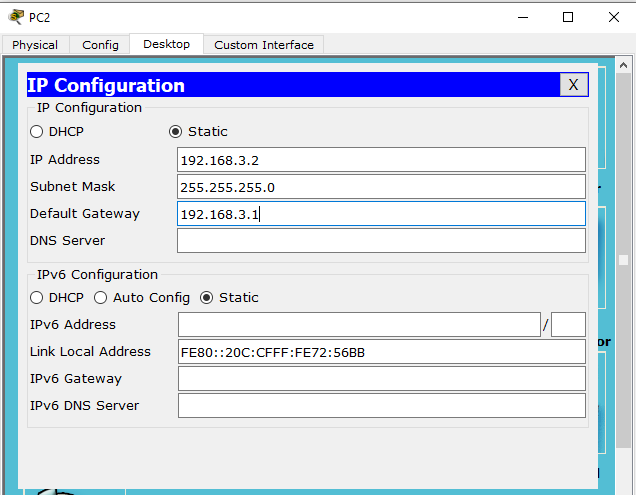 PC2
Physical Config Desktop Custom Interface
IP Configuration X
IP Configuration
DHCP Static
IP Address 192.168.3.2
Subnet Mask 255.255.255.0
Default Gateway 192.168.3.1
DNS Server
IPv6 Configuration
DHCP Auto Config Static
IPv6 Address /
Link Local Address FE80::20C:CFFF:FE72:56BB
IPv6 Gateway
IPv6 DNS Server